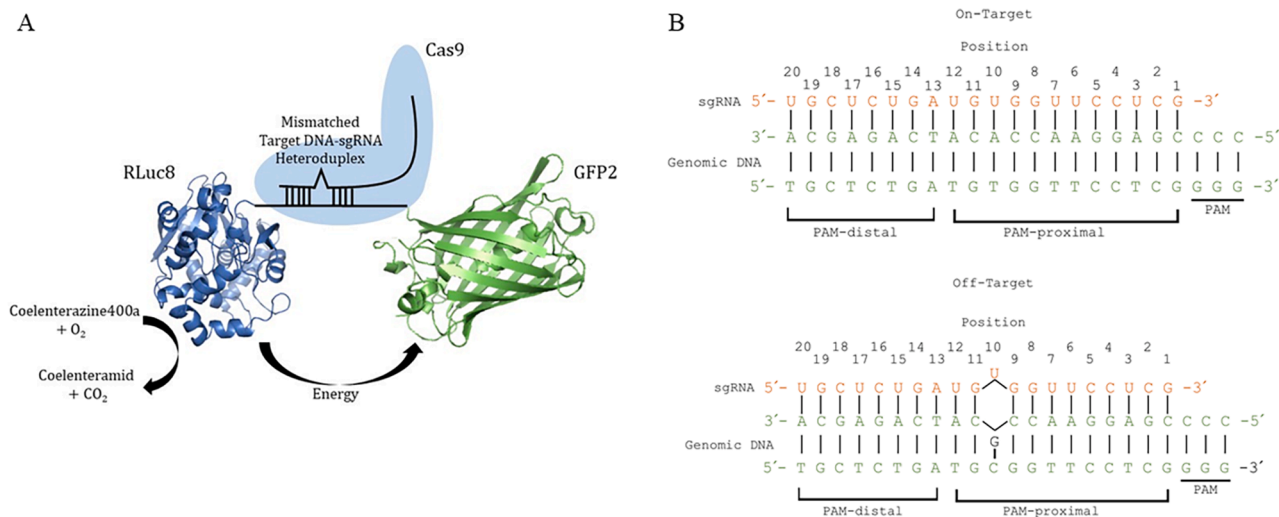 A
Cas9
Mismatched
Target DNA-sgRNA
Heteroduplex
RLuc8
GFP2
Coelenterazine400a
+ O₂
Coelenteramid
+ CO₂
Energy
B
On-Target
Position
20 19 18 17 16 15 14 13 12 11 10 9 8 7 6 5 4 3 2 1
sgRNA 5´- U G C U C U G A U G U G G U U C C U C G -3´
3´- A C G A G A C T A C A C C A A G G A G C C C C -5´
Genomic DNA
5´- T G C T C T G A T G T G G T T C C T C G G G G -3´
PAM
PAM-distal PAM-proximal
Off-Target
Position
20 19 18 17 16 15 14 13 12 11 10 9 8 7 6 5 4 3 2 1
U
sgRNA 5´- U G C U C U G A U G G G U U C C U C G -3´
3´- A C G A G A C T A C C C A A G G A G C C C C -5´
Genomic DNA G
5´- T G C T C T G A T G C G G T T C C T C G G G G -3´
PAM
PAM-distal PAM-proximal